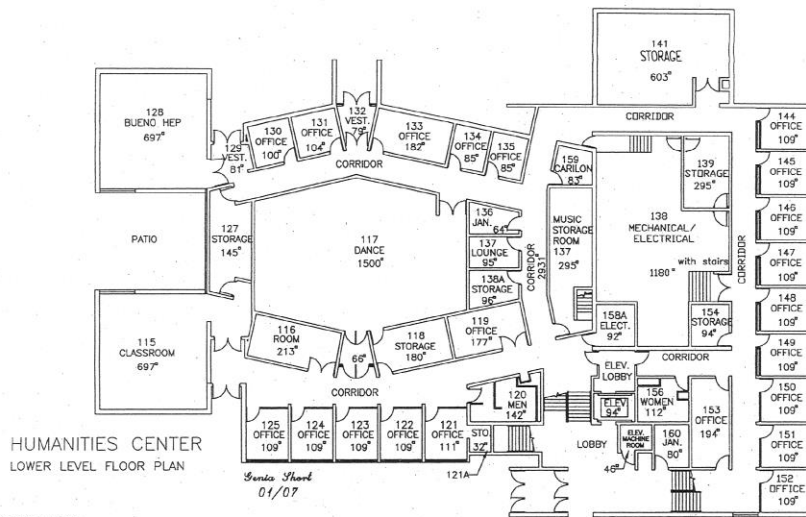 141
STORAGE
603□
128
BUENO HEP
697□
129
VEST.
81□
130
OFFICE
100□
131
OFFICE
104□
132
VEST.
79□
133
OFFICE
182□
134
OFFICE
85□
135
OFFICE
85□
CORRIDOR
CORRIDOR
144
OFFICE
109□
159
CARILON
83□
139
STORAGE
295□
145
OFFICE
109□
127
STORAGE
145□
PATIO
117
DANCE
1500□
136
JAN.
64□
137
LOUNGE
95□
138A
STORAGE
96□
CORRIDOR
2931□
MUSIC
STORAGE
ROOM
137
295□
138
MECHANICAL/
ELECTRICAL
with stairs
1180□
CORRIDOR
146
OFFICE
109□
147
OFFICE
109□
148
OFFICE
109□
115
CLASSROOM
697□
116
ROOM
213□
66□
118
STORAGE
180□
119
OFFICE
177□
158A
ELECT.
92□
154
STORAGE
94□
149
OFFICE
109□
CORRIDOR
CORRIDOR
ELEV.
LOBBY
ELEV
94□
156
WOMEN
112□
153
OFFICE
194□
150
OFFICE
109□
120
MEN
142□
125
OFFICE
109□
124
OFFICE
109□
123
OFFICE
109□
122
OFFICE
109□
121
OFFICE
111□
STO.
32□
121A
LOBBY
ELEV.
MACHINE
ROOM
46□
160
JAN.
80□
151
OFFICE
109□
152
OFFICE
109□
HUMANITIES CENTER
LOWER LEVEL FLOOR PLAN
Genia Short
01/07